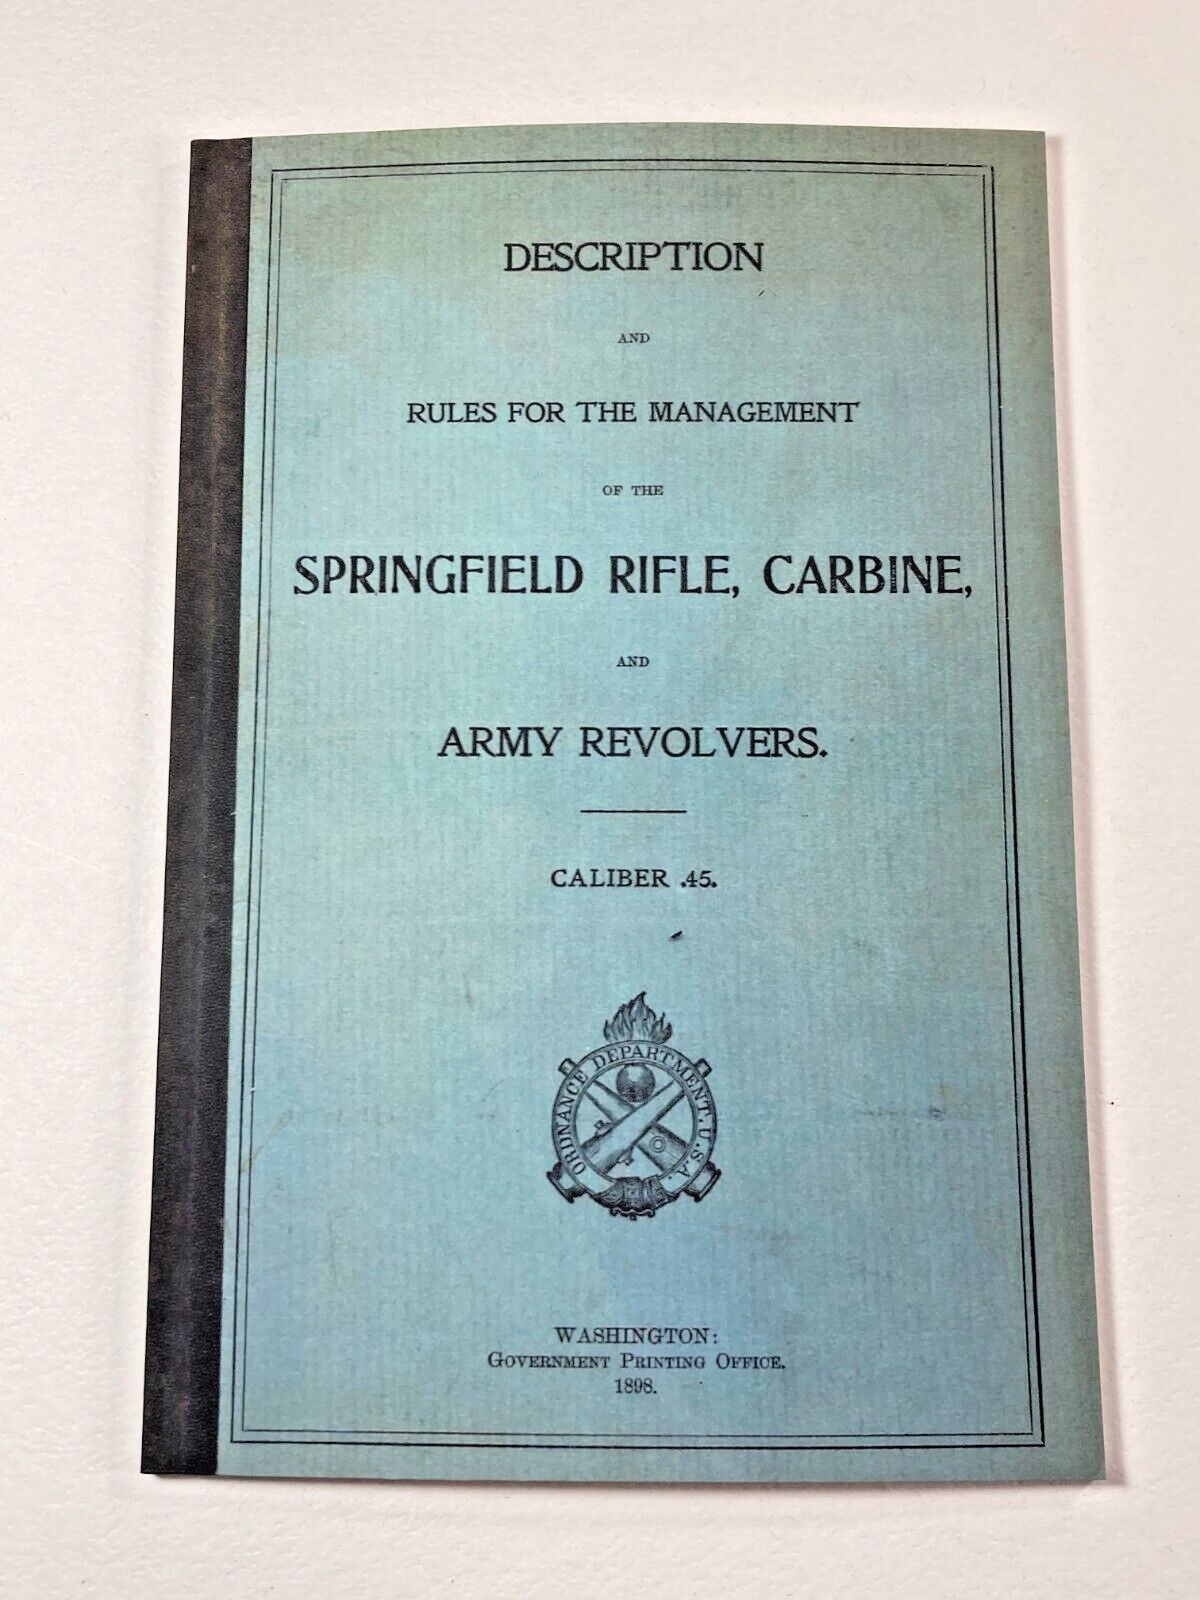 DESCRIPTION
AND
RULES FOR THE MANAGEMENT
OF THE
SPRINGFIELD RIFLE, CARBINE,
AND
ARMY REVOLVERS.
CALIBER .45.
ORDNANCE DEPARTMENT. U.S.A.
WASHINGTON:
GOVERNMENT PRINTING OFFICE.
1898.